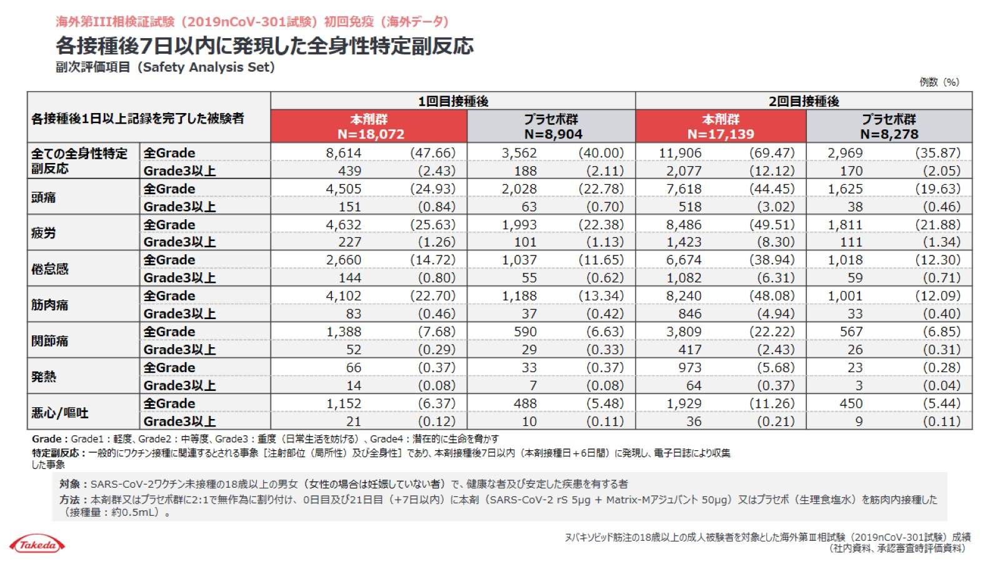 海外第III相検証試験（2019nCoV-301試験）初回免疫（海外データ）
各接種後7日以内に発現した全身性特定副反応
副次評価項目（Safety Analysis Set）
例数（%）
各接種後1日以上記録を完了した被験者 1回目接種後 2回目接種後
本剤群 N=18,072 プラセボ群 N=8,904 本剤群 N=17,139 プラセボ群 N=8,278
全ての全身性特定副反応 全Grade 8,614 (47.66) 3,562 (40.00) 11,906 (69.47) 2,969 (35.87)
Grade3以上 439 (2.43) 188 (2.11) 2,077 (12.12) 170 (2.05)
頭痛 全Grade 4,505 (24.93) 2,028 (22.78) 7,618 (44.45) 1,625 (19.63)
Grade3以上 151 (0.84) 63 (0.70) 518 (3.02) 38 (0.46)
疲労 全Grade 4,632 (25.63) 1,993 (22.38) 8,486 (49.51) 1,811 (21.88)
Grade3以上 227 (1.26) 101 (1.13) 1,423 (8.30) 111 (1.34)
倦怠感 全Grade 2,660 (14.72) 1,037 (11.65) 6,674 (38.94) 1,018 (12.30)
Grade3以上 144 (0.80) 55 (0.62) 1,082 (6.31) 59 (0.71)
筋肉痛 全Grade 4,102 (22.70) 1,188 (13.34) 8,240 (48.08) 1,001 (12.09)
Grade3以上 83 (0.46) 37 (0.42) 846 (4.94) 33 (0.40)
関節痛 全Grade 1,388 (7.68) 590 (6.63) 3,809 (22.22) 567 (6.85)
Grade3以上 52 (0.29) 29 (0.33) 417 (2.43) 26 (0.31)
発熱 全Grade 66 (0.37) 33 (0.37) 973 (5.68) 23 (0.28)
Grade3以上 14 (0.08) 7 (0.08) 64 (0.37) 3 (0.04)
悪心/嘔吐 全Grade 1,152 (6.37) 488 (5.48) 1,929 (11.26) 450 (5.44)
Grade3以上 21 (0.12) 10 (0.11) 36 (0.21) 9 (0.11)
Grade：Grade1：軽度、Grade2：中等度、Grade3：重度（日常生活を妨げる）、Grade4：潜在的に生命を脅かす
特定副反応：一般的にワクチン接種に関連するとされる事象［注射部位（局所性）及び全身性］であり、本剤接種後7日以内（本剤接種日＋6日間）に発現し、電子日誌により収集
した事象
対象：SARS-CoV-2ワクチン未接種の18歳以上の男女（女性の場合は妊娠していない者）で、健康な者及び安定した疾患を有する者
方法：本剤群又はプラセボ群に2:1で無作為に割り付け、0日目及び21日目（+7日以内）に本剤（SARS-CoV-2 rS 5μg + Matrix-Mアジュバント 50μg）又はプラセボ（生理食塩水）を筋肉内接種した
（接種量：約0.5mL）。
Takeda
ヌバキソビッド筋注の18歳以上の成人被験者を対象とした海外第Ⅲ相試験（2019nCoV-301試験）成績
（社内資料、承認審査時評価資料）